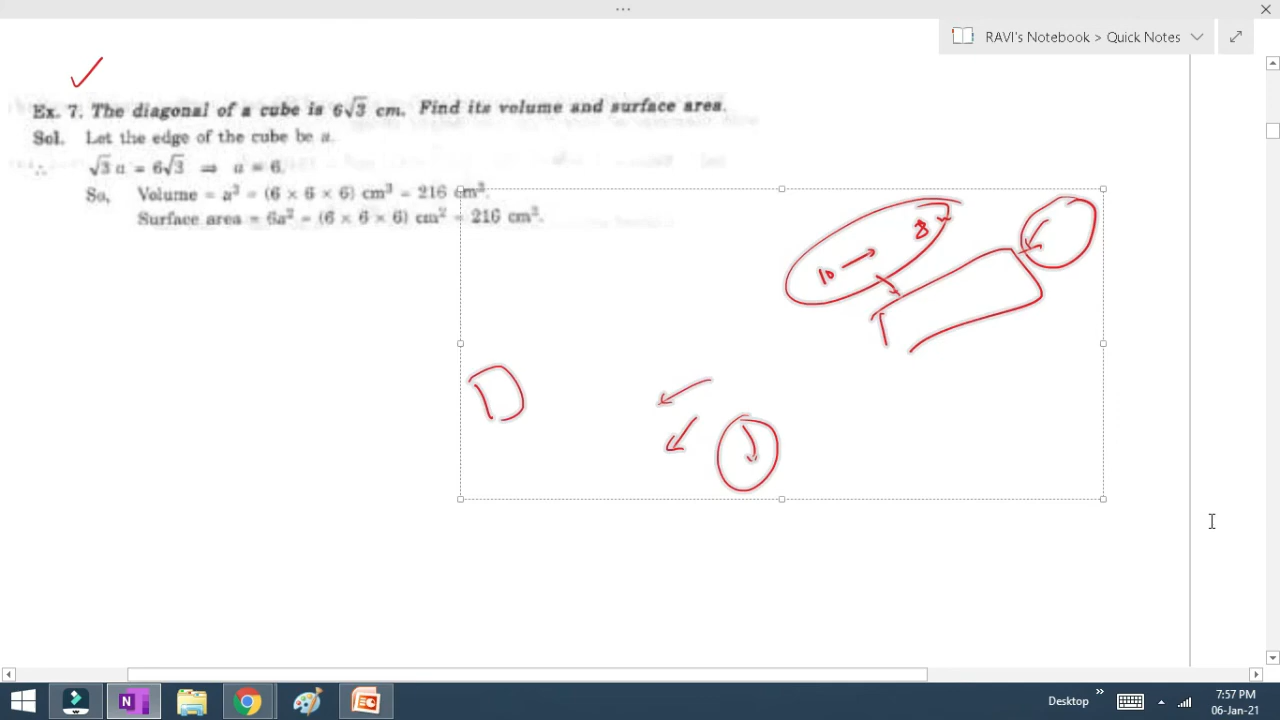 RAVI's Notebook > Quick Notes
Ex. 7. The diagonal of a cube is 6√3 cm. Find its volume and surface area.
Sol. Let the edge of the cube be a.
∴ √3 a = 6√3 ⇒ a = 6.
So, Volume = a³ = (6 × 6 × 6) cm³ = 216 cm³.
Surface area = 6a² = (6 × 6 × 6) cm² = 216 cm².
10 → 8
Desktop
7:57 PM
06-Jan-21